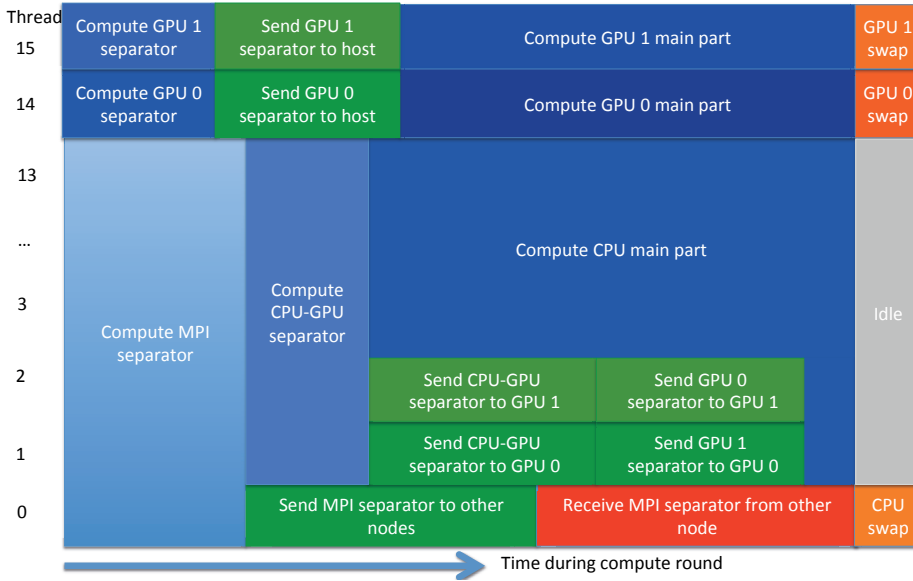 Thread
15
Compute GPU 1
separator
Send GPU 1
separator to host
Compute GPU 1 main part
GPU 1
swap
14
Compute GPU 0
separator
Send GPU 0
separator to host
Compute GPU 0 main part
GPU 0
swap
13
...
3
2
1
0
Compute MPI
separator
Compute
CPU-GPU
separator
Compute CPU main part
Idle
Send CPU-GPU
separator to GPU 1
Send GPU 0
separator to GPU 1
Send CPU-GPU
separator to GPU 0
Send GPU 1
separator to GPU 0
Send MPI separator to other
nodes
Receive MPI separator from other
node
CPU
swap
Time during compute round